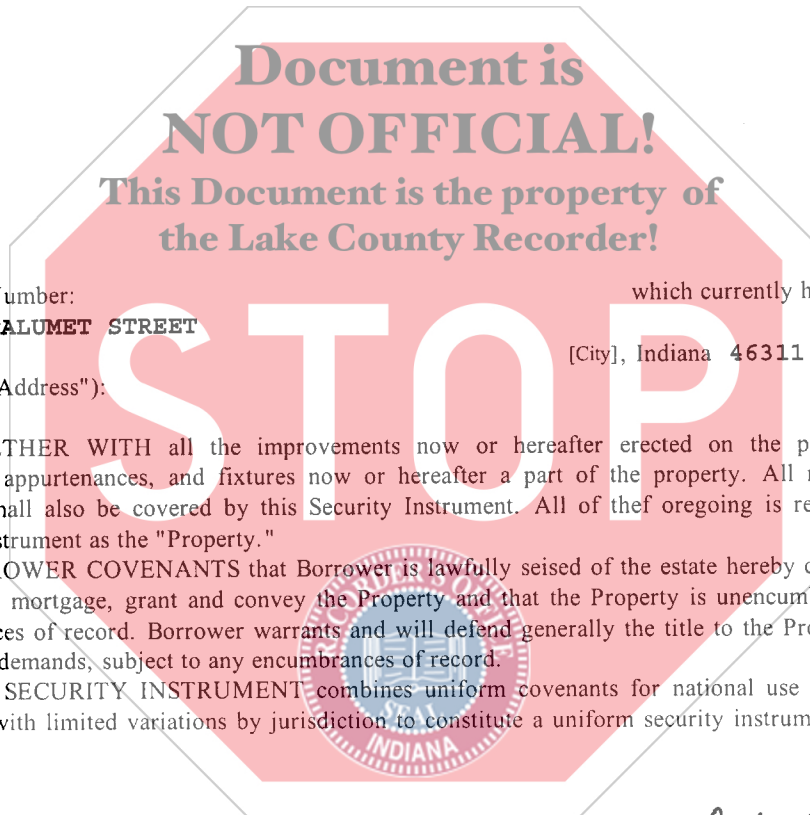 Document is
NOT OFFICIAL!
This Document is the property of
the Lake County Recorder!
STOP
umber:
which currently h
ALUMET STREET
[City], Indiana 46311
Address"):
THER WITH all the improvements now or hereafter erected on the p
appurtenances, and fixtures now or hereafter a part of the property. All
hall also be covered by this Security Instrument. All of thef oregoing is re
strument as the "Property."
OWER COVENANTS that Borrower is lawfully seised of the estate hereby
mortgage, grant and convey the Property and that the Property is unencum
ces of record. Borrower warrants and will defend generally the title to the Pro
demands, subject to any encumbrances of record.
SECURITY INSTRUMENT combines uniform covenants for national use
with limited variations by jurisdiction to constitute a uniform security instrum
RECORDER'S OFFICE
SEAL
INDIANA